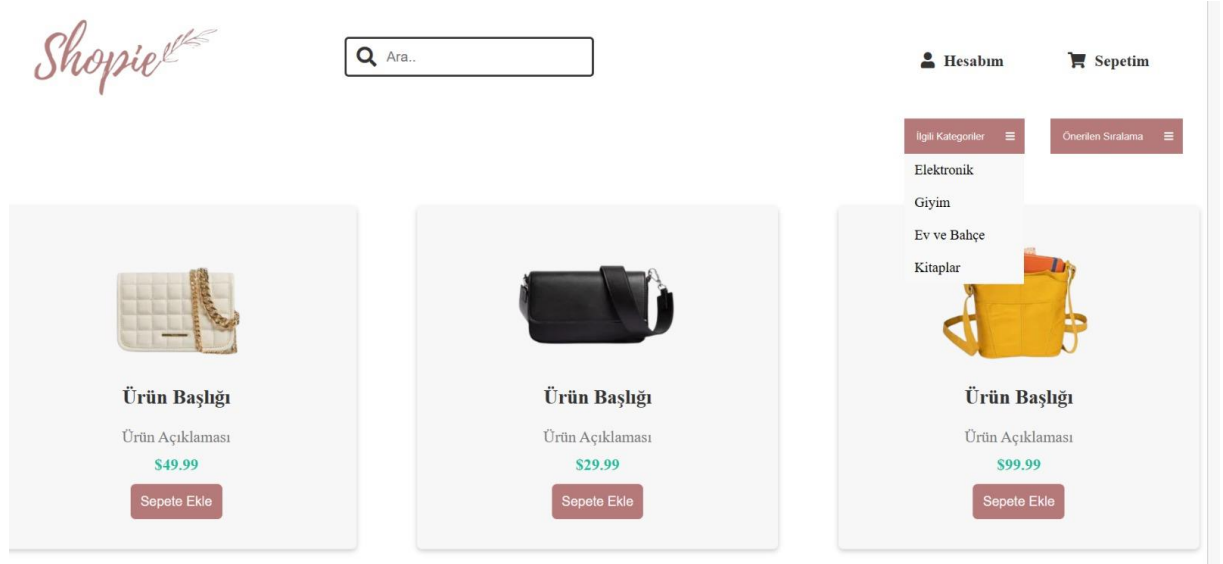 Shopie
Ara..
Hesabım
Sepetim
İlgili Kategoriler
Önerilen Sıralama
Elektronik
Giyim
Ev ve Bahçe
Kitaplar
Ürün Başlığı
Ürün Açıklaması
$49.99
Sepete Ekle
Ürün Başlığı
Ürün Açıklaması
$29.99
Sepete Ekle
Ürün Başlığı
Ürün Açıklaması
$99.99
Sepete Ekle